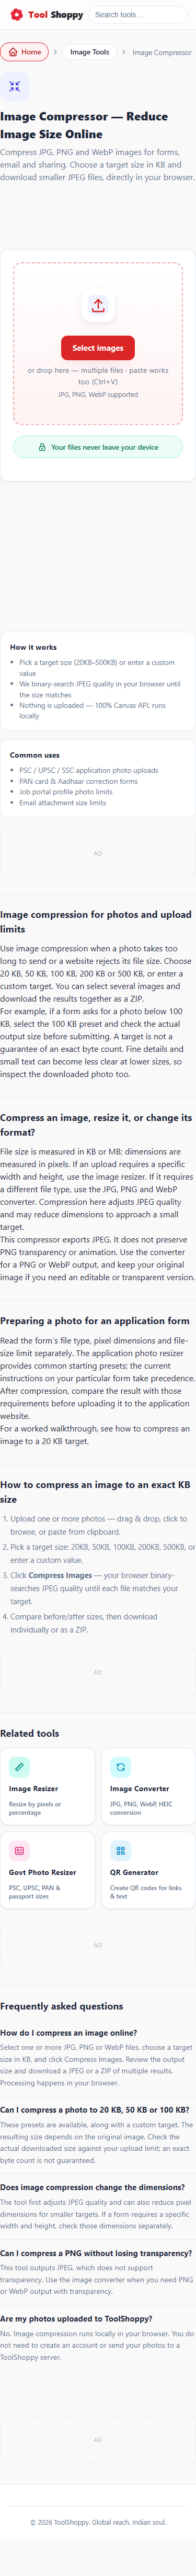 Tool Shoppy
Search tools...
Home > Image Tools > Image Compressor
Image Compressor — Reduce
Image Size Online
Compress JPG, PNG and WebP images for forms,
email and sharing. Choose a target size in KB and
download smaller JPEG files, directly in your browser.
Select images
or drop here — multiple files · paste works
too (Ctrl+V)
JPG, PNG, WebP supported
Your files never leave your device
How it works
• Pick a target size (20KB–500KB) or enter a custom
value
• We binary-search JPEG quality in your browser until
the size matches
• Nothing is uploaded — 100% Canvas API runs
locally
Common uses
• PSC / UPSC / SSC application photo uploads
• PAN card & Aadhaar correction forms
• Job portal profile photo limits
• Email attachment size limits
AD
Image compression for photos and upload
limits
Use image compression when a photo takes too
long to send or a website rejects its file size. Choose
20 KB, 50 KB, 100 KB, 200 KB or 500 KB, or enter a
custom target. You can select several images and
download the results together as a ZIP.
For example, if a form asks for a photo below 100
KB, select the 100 KB preset and check the actual
output size before submitting. A target is not a
guarantee of an exact byte count. Fine details and
small text can become less clear at lower sizes, so
inspect the downloaded photo too.
Compress an image, resize it, or change its
format?
File size is measured in KB or MB; dimensions are
measured in pixels. If an upload requires a specific
width and height, use the image resizer. If it requires
a different file type, use the JPG, PNG and WebP
converter. Compression here adjusts JPEG quality
and may reduce dimensions to approach a small
target.
This compressor exports JPEG. It does not preserve
PNG transparency or animation. Use the converter
for a PNG or WebP output, and keep your original
image if you need an editable or transparent version.
Preparing a photo for an application form
Read the form's file type, pixel dimensions and file-
size limit separately. The application photo resizer
provides common starting presets; the current
instructions on your particular form take precedence.
After compression, compare the result with those
requirements before uploading it to the application
website.
For a worked walkthrough, see how to compress an
image to a 20 KB target.
How to compress an image to an exact KB
size
1. Upload one or more photos — drag & drop, click to
browse, or paste from clipboard.
2. Pick a target size: 20KB, 50KB, 100KB, 200KB, 500KB, or
enter a custom value.
3. Click Compress Images — your browser binary-
searches JPEG quality until each file matches your
target.
4. Compare before/after sizes, then download
individually or as a ZIP.
AD
Related tools
Image Resizer
Resize by pixels or
percentage
Image Converter
JPG, PNG, WebP, HEIC
conversion
Govt Photo Resizer
PSC, UPSC, PAN &
passport sizes
QR Generator
Create QR codes for links
& text
AD
Frequently asked questions
How do I compress an image online?
Select one or more JPG, PNG or WebP files, choose a target
size in KB, and click Compress Images. Review the output
size and download a JPEG or a ZIP of multiple results.
Processing happens in your browser.
Can I compress a photo to 20 KB, 50 KB or 100 KB?
These presets are available, along with a custom target. The
resulting size depends on the original image. Check the
actual downloaded size against your upload limit; an exact
byte count is not guaranteed.
Does image compression change the dimensions?
The tool first adjusts JPEG quality and can also reduce pixel
dimensions for smaller targets. If a form requires a specific
width and height, check those dimensions separately.
Can I compress a PNG without losing transparency?
This tool outputs JPEG, which does not support
transparency. Use the image converter when you need PNG
or WebP output with transparency.
Are my photos uploaded to ToolShoppy?
No. Image compression runs locally in your browser. You do
not need to create an account or send your photos to a
ToolShoppy server.
AD
© 2026 ToolShoppy. Global reach. Indian soul.